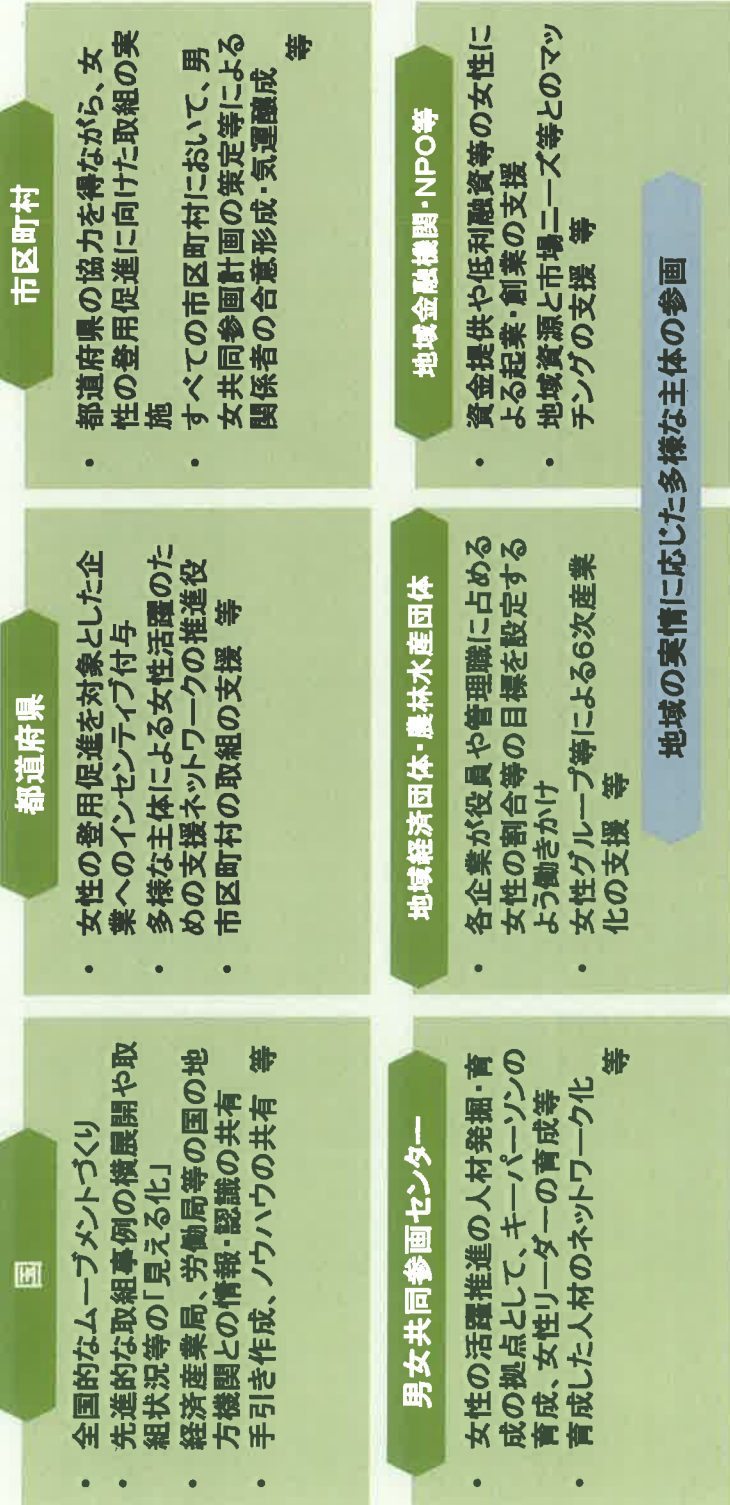 国
・ 全国的なムーブメントづくり
・ 先進的な取組事例の横展開や取
組状況等の「見える化」
・ 経済産業局、労働局等の国の地
方機関との情報・認識の共有
・ 手引き作成、ノウハウの共有 等
都道府県
・ 女性の登用促進を対象とした企
業へのインセンティブ付与
・ 多様な主体による女性活躍のた
めの支援ネットワークの推進役
・ 市区町村の取組の支援 等
市区町村
・ 都道府県の協力を得ながら、女
性の登用促進に向けた取組の実
施
・ すべての市区町村において、男
女共同参画計画の策定等による
関係者の合意形成・気運醸成
等
男女共同参画センター
・ 女性の活躍推進の人材発掘・育
成の拠点として、キーパーソンの
育成、女性リーダーの育成等
・ 育成した人材のネットワーク化
等
地域経済団体・農林水産団体
・ 各企業が役員や管理職に占める
女性の割合等の目標を設定する
よう働きかけ
・ 女性グループ等による6次産業
化の支援 等
地域金融機関・NPO等
・ 資金提供や低利融資等の女性に
よる起業・創業の支援
・ 地域資源と市場ニーズ等とのマッ
チングの支援 等
地域の実情に応じた多様な主体の参画